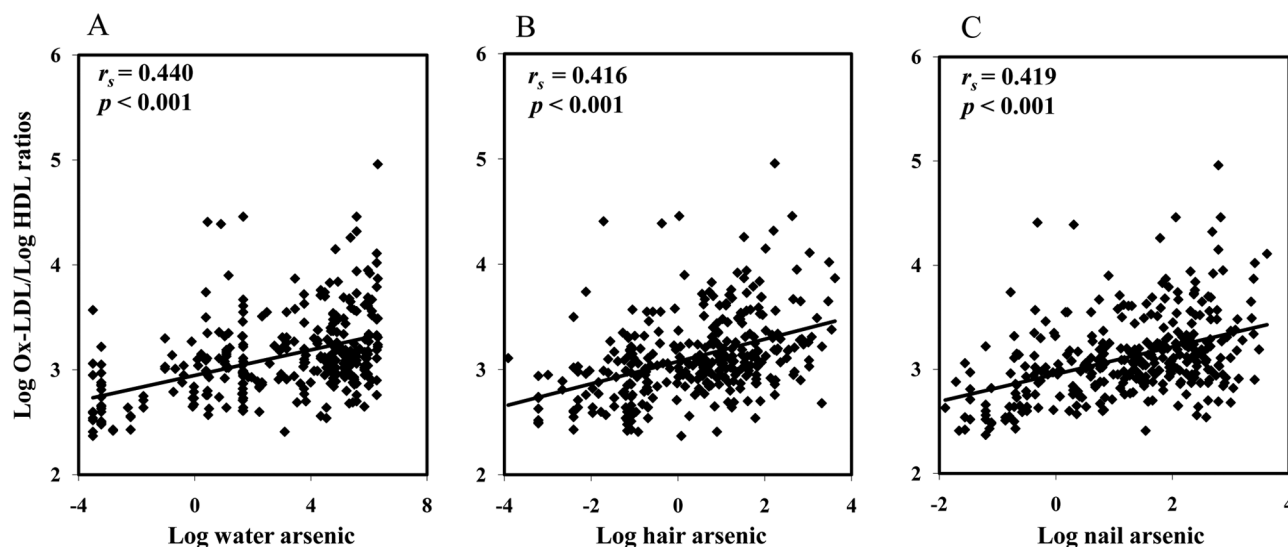 A
B
C
Log Ox-LDL/Log HDL ratios
6
5
4
3
2
r_s = 0.440
p < 0.001
-4
0
4
8
Log water arsenic
6
5
4
3
2
r_s = 0.416
p < 0.001
-4
-2
0
2
4
Log hair arsenic
6
5
4
3
2
r_s = 0.419
p < 0.001
-2
0
2
4
Log nail arsenic